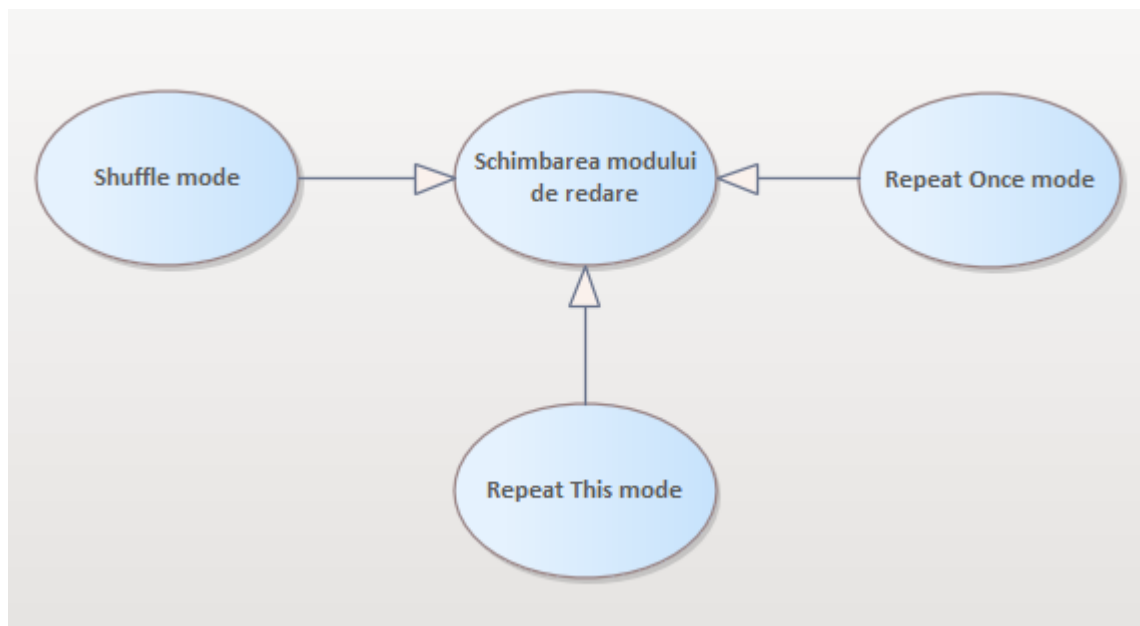 Shuffle mode
Schimbarea modului
de redare
Repeat Once mode
Repeat This mode